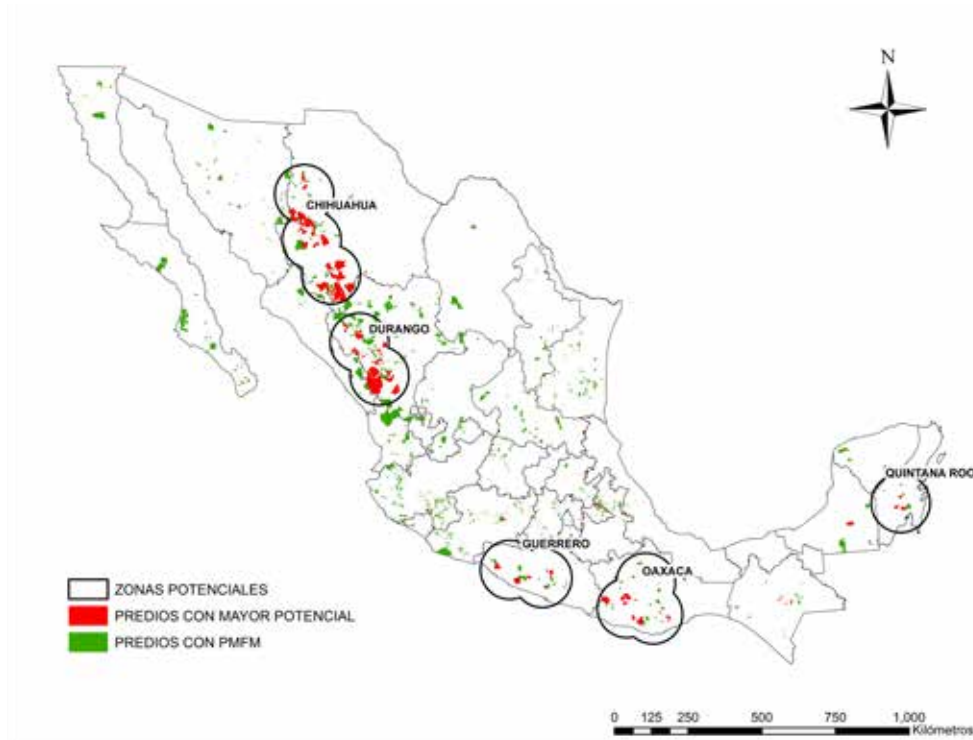 N
CHIHUAHUA
DURANGO
QUINTANA ROO
GUERRERO
OAXACA
ZONAS POTENCIALES
PREDIOS CON MAYOR POTENCIAL
PREDIOS CON PMFM
0 125 250 500 750 1,000
Kilómetros